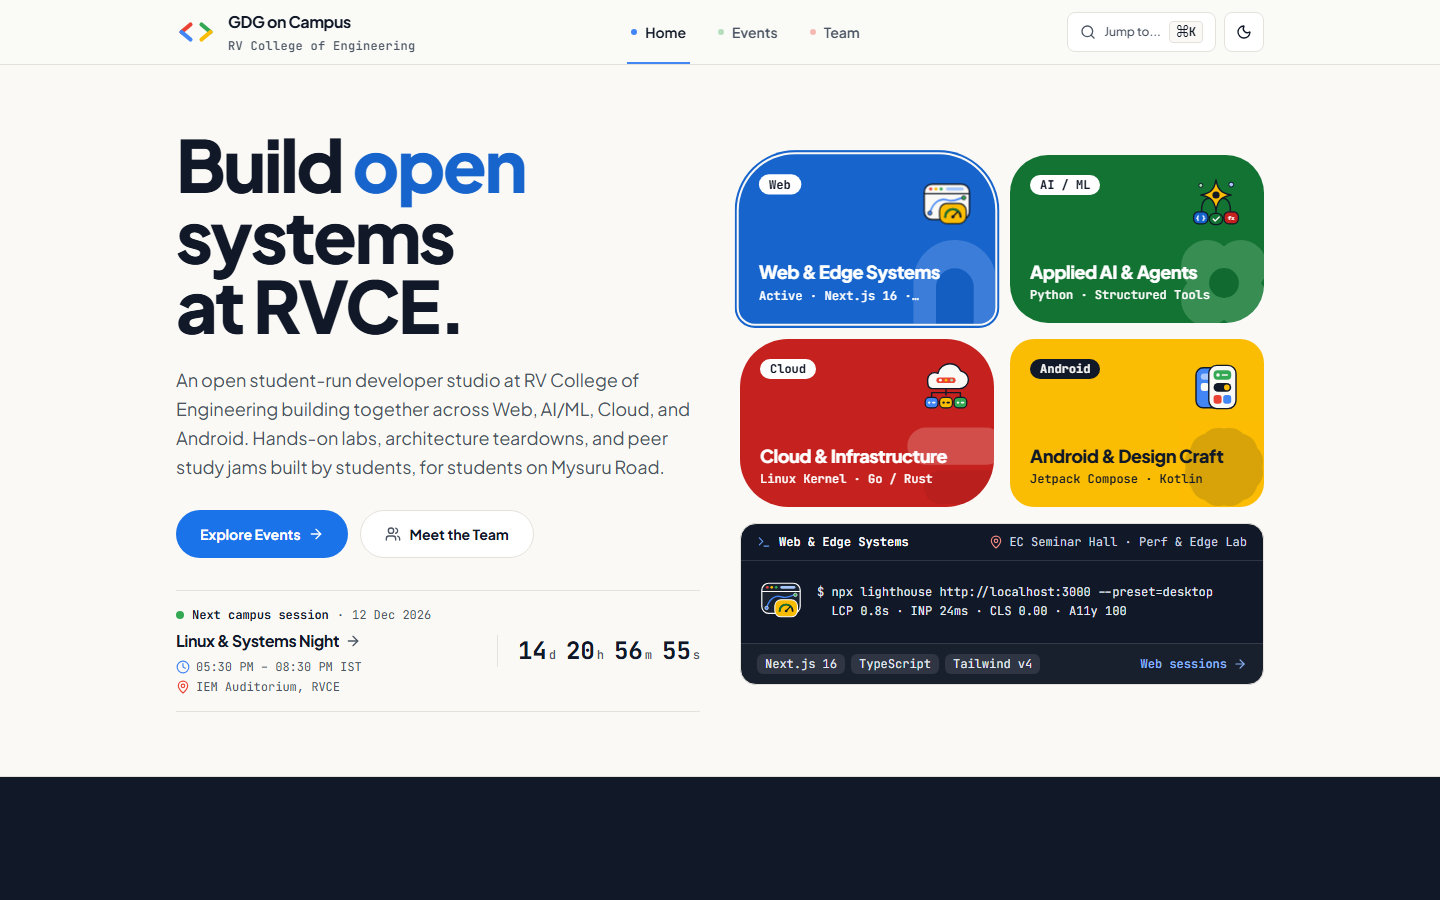 GDG on Campus
RV College of Engineering
Home
Events
Team
Jump to...
⌘K
Build open
systems
at RVCE.
An open student-run developer studio at RV College of
Engineering building together across Web, AI/ML, Cloud, and
Android. Hands-on labs, architecture teardowns, and peer
study jams built by students, for students on Mysuru Road.
Explore Events →
Meet the Team
Next campus session · 12 Dec 2026
Linux & Systems Night →
05:30 PM – 08:30 PM IST
IEM Auditorium, RVCE
14d 20h 56m 55s
Web
Web & Edge Systems
Active · Next.js 16 ·…
AI / ML
Applied AI & Agents
Python · Structured Tools
Cloud
Cloud & Infrastructure
Linux Kernel · Go / Rust
Android
Android & Design Craft
Jetpack Compose · Kotlin
Web & Edge Systems
EC Seminar Hall · Perf & Edge Lab
$ npx lighthouse http://localhost:3000 --preset=desktop
LCP 0.8s · INP 24ms · CLS 0.00 · A11y 100
Next.js 16
TypeScript
Tailwind v4
Web sessions →